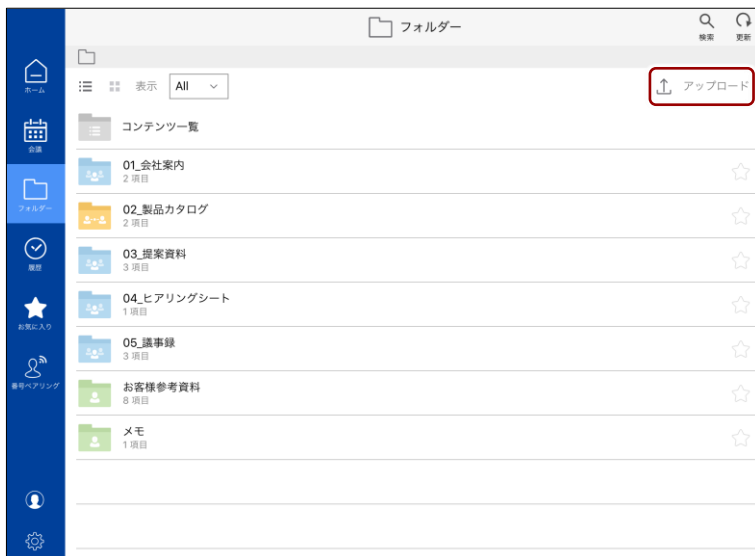 フォルダー
検索
更新
表示
All
アップロード
コンテンツ一覧
01_会社案内
2 項目
02_製品カタログ
2 項目
03_提案資料
3 項目
04_ヒアリングシート
1 項目
05_議事録
3 項目
お客様参考資料
8 項目
メモ
1 項目
ホーム
会議
フォルダー
履歴
お気に入り
番号ペアリング